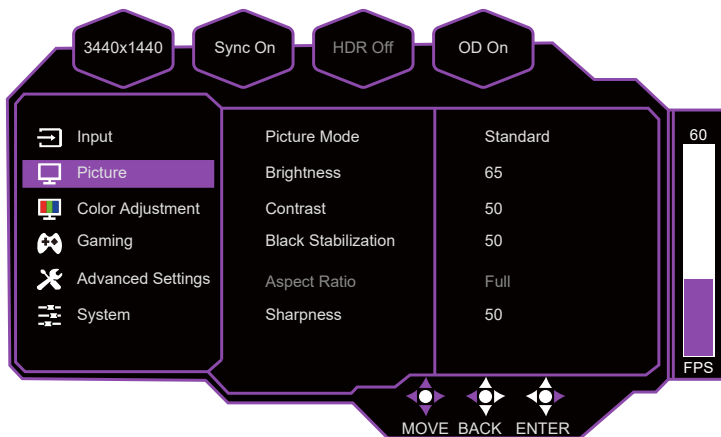 3440x1440 Sync On HDR Off OD On
Input Picture Mode Standard 60
Picture Brightness 65
Color Adjustment Contrast 50
Gaming Black Stabilization 50
Advanced Settings Aspect Ratio Full
System Sharpness 50
FPS
MOVE BACK ENTER